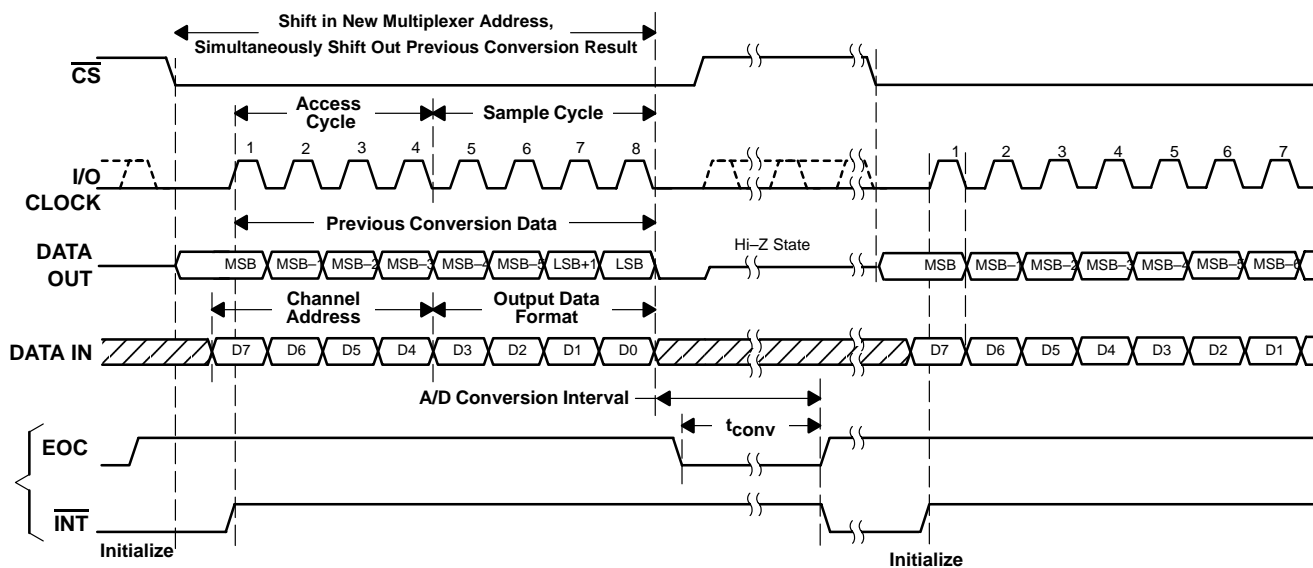 Shift in New Multiplexer Address,
Simultaneously Shift Out Previous Conversion Result
CS
Access
Cycle
Sample Cycle
1 2 3 4 5 6 7 8 1 2 3 4 5 6 7
I/O
CLOCK
Previous Conversion Data
Hi–Z State
DATA
OUT
MSB MSB–1 MSB–2 MSB–3 MSB–4 MSB–5 LSB+1 LSB MSB MSB–1 MSB–2 MSB–3 MSB–4 MSB–5 MSB–6
Channel
Address
Output Data
Format
DATA IN D7 D6 D5 D4 D3 D2 D1 D0 D7 D6 D5 D4 D3 D2 D1
A/D Conversion Interval
tconv
EOC
INT
Initialize
Initialize